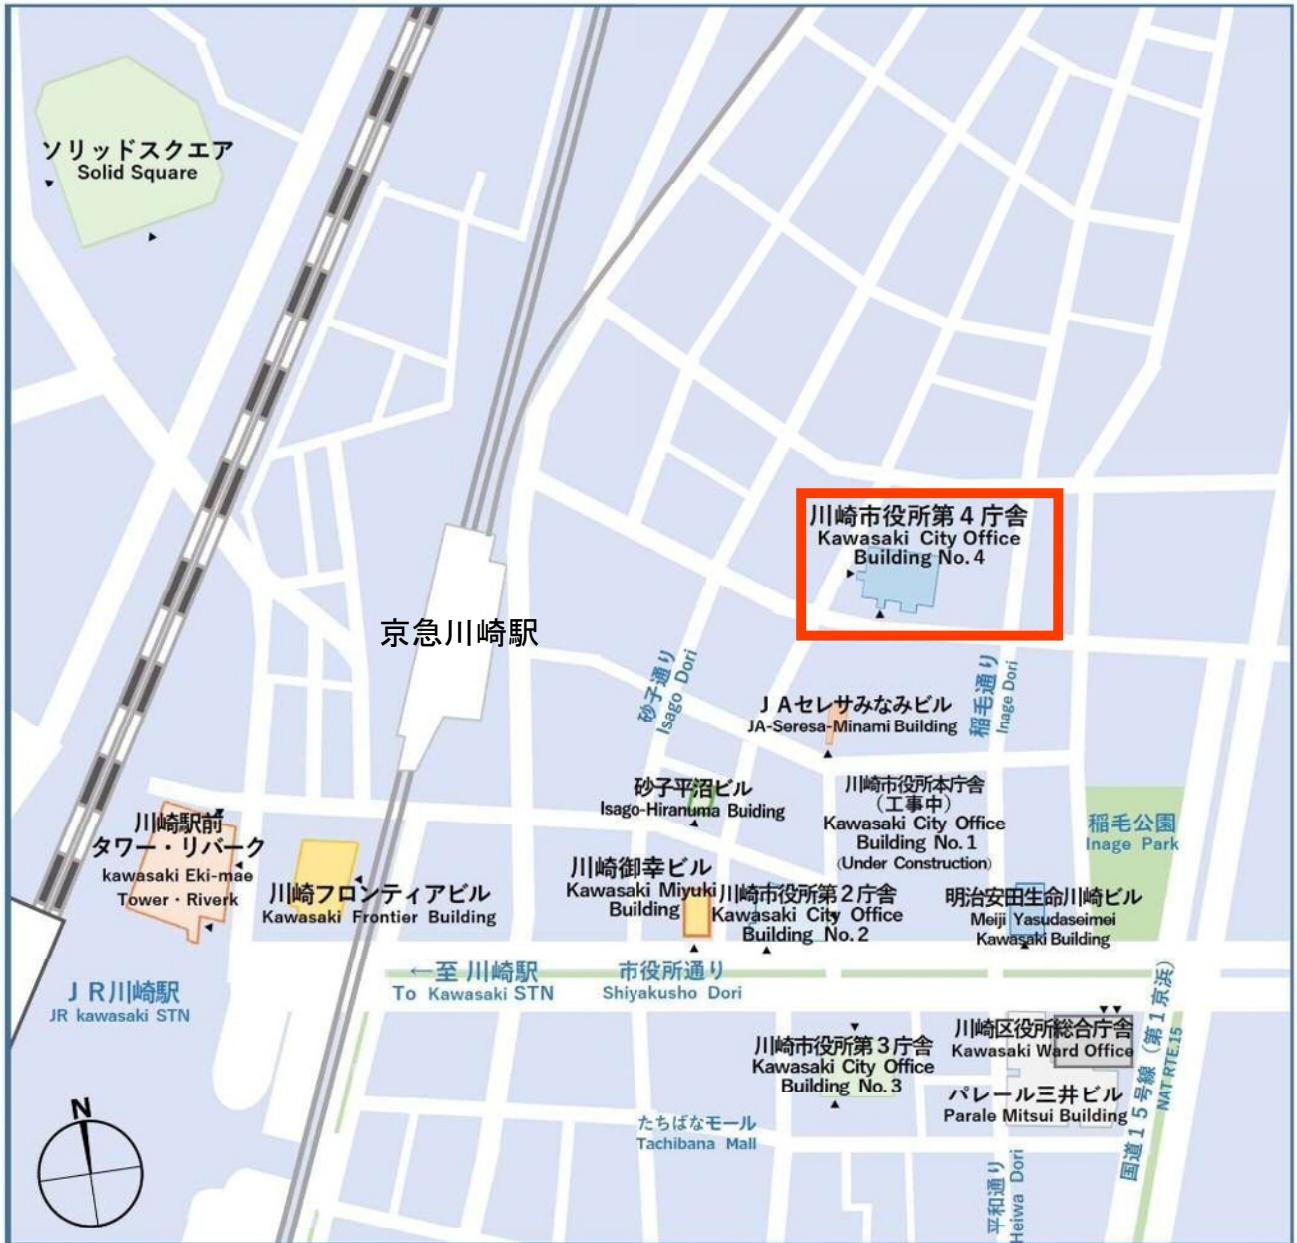 ソリッドスクエア
Solid Square
川崎市役所第4庁舎
Kawasaki City Office
Building No.4
京急川崎駅
砂子通り
Isago Dori
稲毛通り
Inage Dori
JAセレサみなみビル
JA-Seresa-Minami Building
砂子平沼ビル
Isago-Hiranuma Buiding
川崎市役所本庁舎
(工事中)
Kawasaki City Office
Building No.1
(Under Construction)
稲毛公園
Inage Park
川崎駅前
タワー・リバーク
kawasaki Eki-mae
Tower・Riverk
川崎フロンティアビル
Kawasaki Frontier Building
川崎御幸ビル
Kawasaki Miyuki
Building
川崎市役所第2庁舎
Kawasaki City Office
Building No.2
明治安田生命川崎ビル
Meiji Yasudaseimei
Kawasaki Building
←至 川崎駅
To Kawasaki STN
市役所通り
Shiyakusho Dori
JR川崎駅
JR kawasaki STN
川崎市役所第3庁舎
Kawasaki City Office
Building No.3
川崎区役所総合庁舎
Kawasaki Ward Office
パレール三井ビル
Parale Mitsui Building
国道15号線(第1京浜)
NAT RTE.15
たちばなモール
Tachibana Mall
平和通り
Heiwa Dori
N